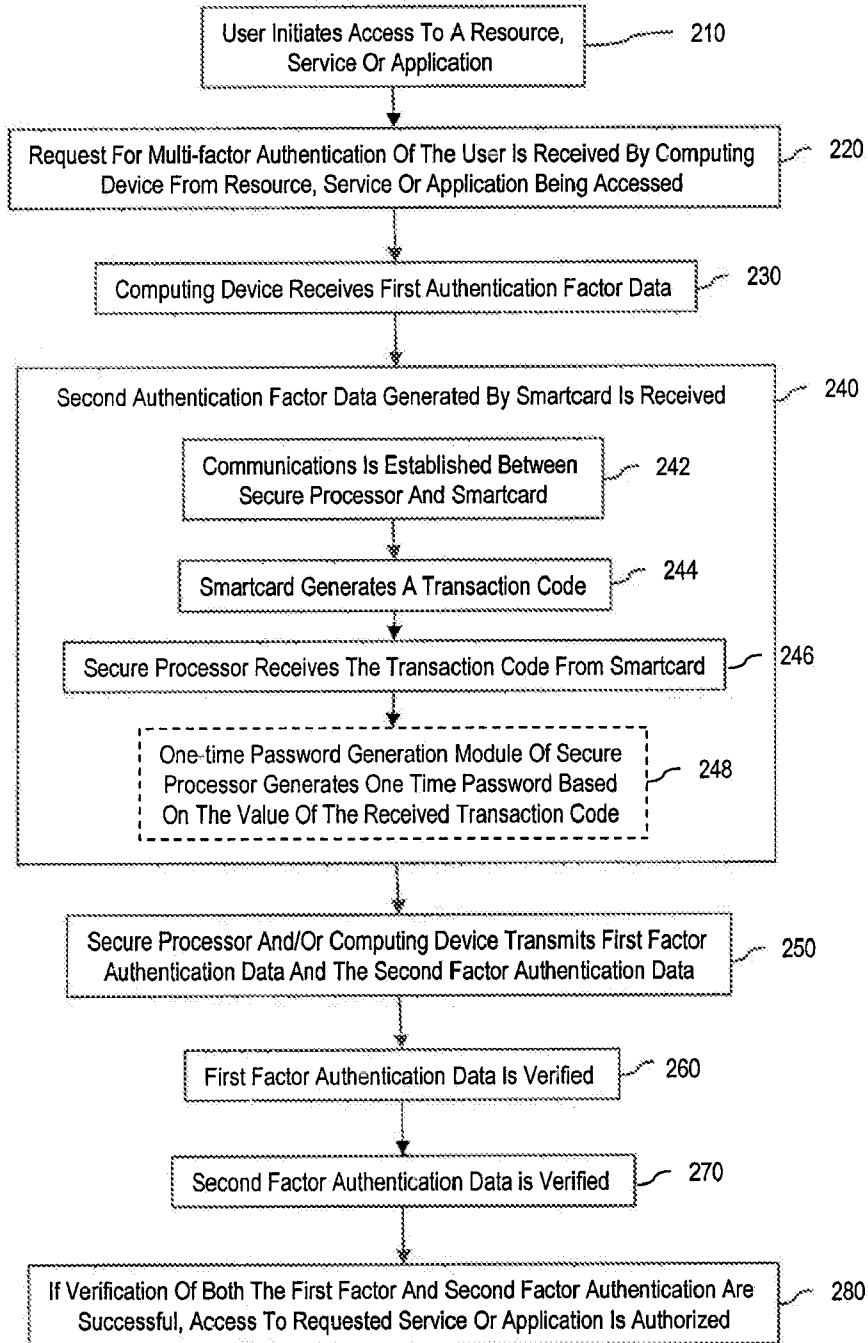 User Initiates Access To A Resource,
Service Or Application
210
Request For Multi-factor Authentication Of The User Is Received By Computing
Device From Resource, Service Or Application Being Accessed
220
Computing Device Receives First Authentication Factor Data
230
Second Authentication Factor Data Generated By Smartcard Is Received
240
Communications Is Established Between
Secure Processor And Smartcard
242
Smartcard Generates A Transaction Code
244
Secure Processor Receives The Transaction Code From Smartcard
246
One-time Password Generation Module Of Secure
Processor Generates One Time Password Based
On The Value Of The Received Transaction Code
248
Secure Processor And/Or Computing Device Transmits First Factor
Authentication Data And The Second Factor Authentication Data
250
First Factor Authentication Data Is Verified
260
Second Factor Authentication Data is Verified
270
If Verification Of Both The First Factor And Second Factor Authentication Are
Successful, Access To Requested Service Or Application Is Authorized
280